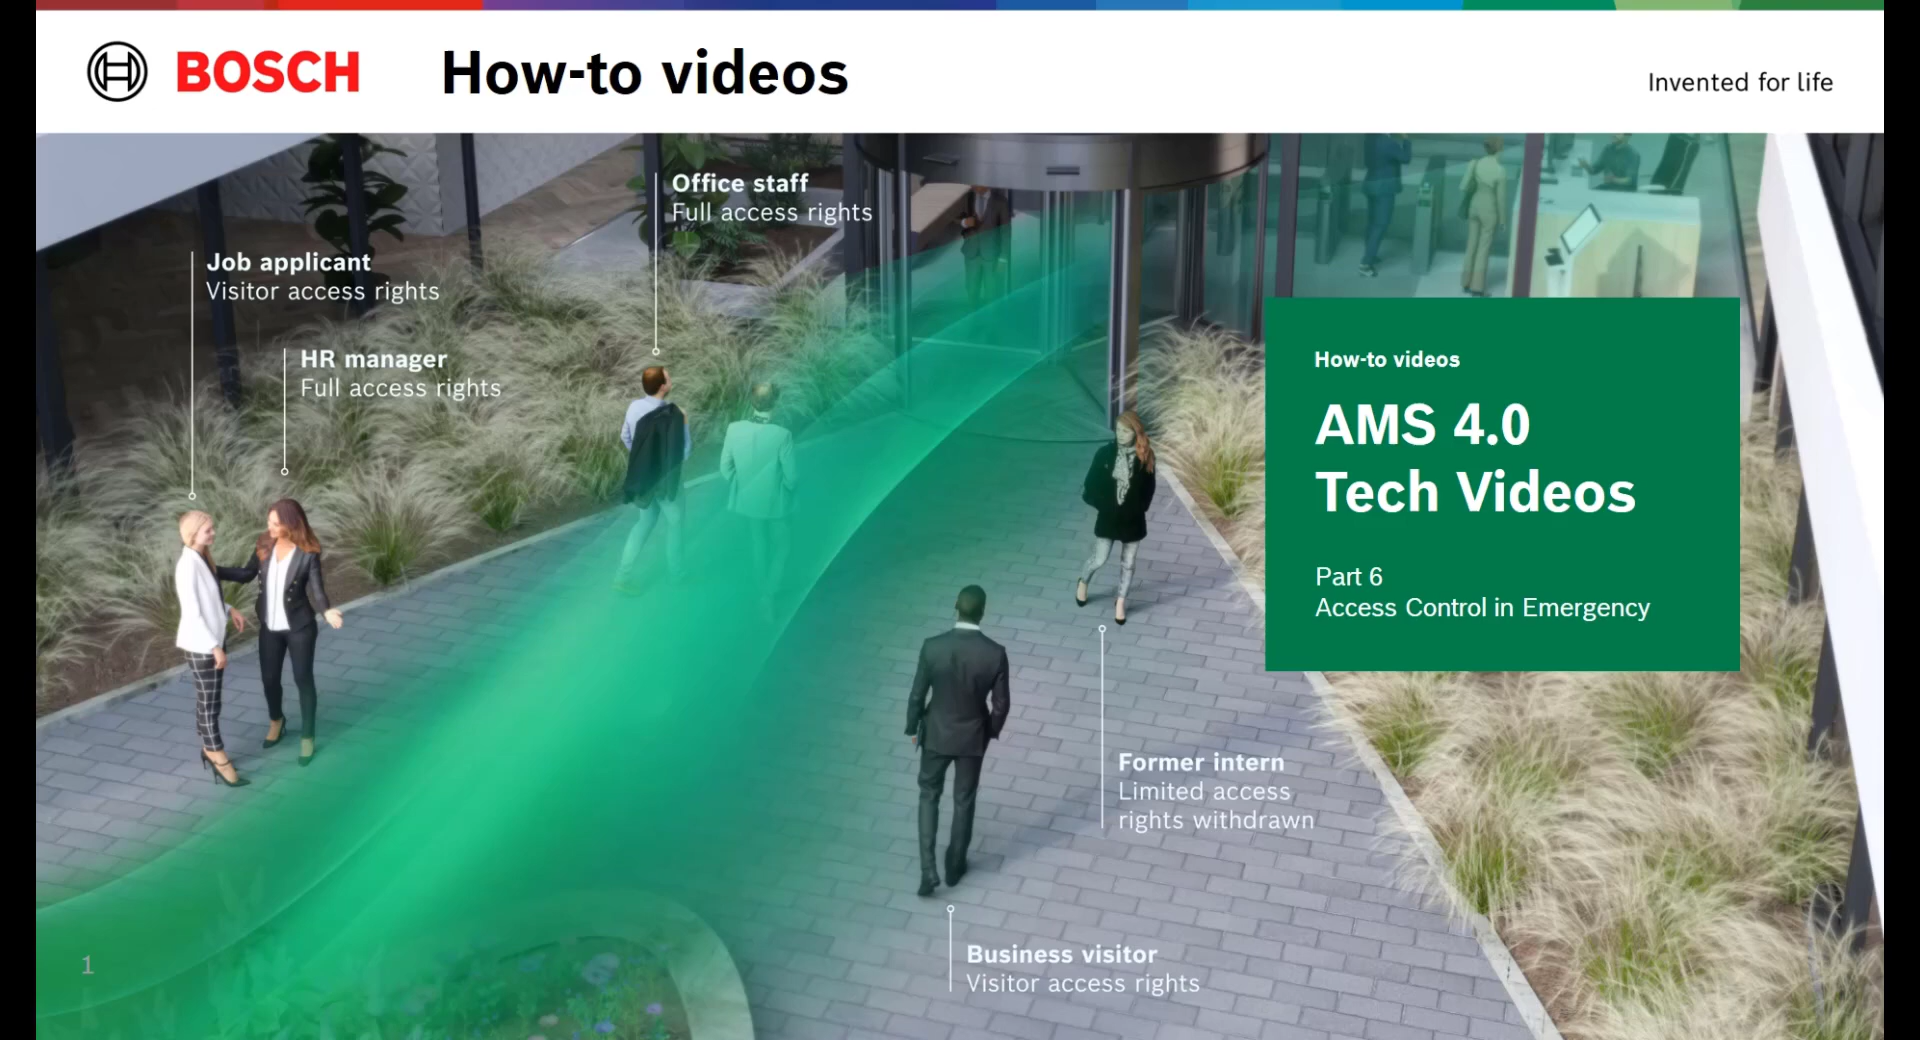 BOSCH
How-to videos
Invented for life
Office staff
Full access rights
Job applicant
Visitor access rights
HR manager
Full access rights
How-to videos
AMS 4.0
Tech Videos
Part 6
Access Control in Emergency
Former intern
Limited access
rights withdrawn
Business visitor
Visitor access rights
1